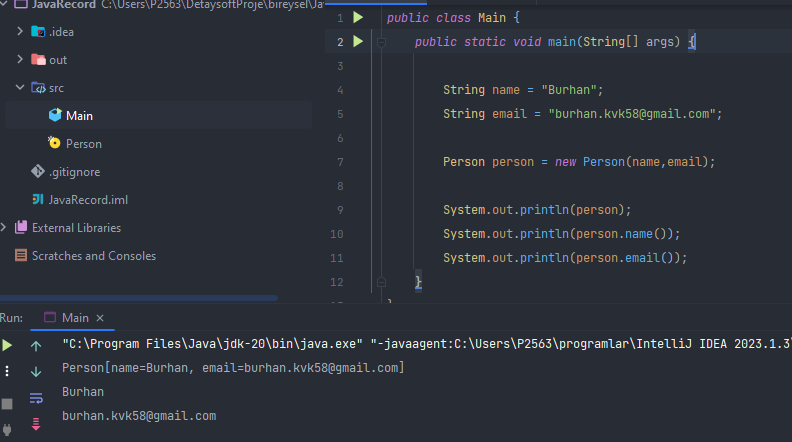 JavaRecord C:\Users\P2563\DetaysoftProje\bireysel\Jav
.idea
out
src
Main
Person
.gitignore
JavaRecord.iml
External Libraries
Scratches and Consoles
1 public class Main {
2 public static void main(String[] args) {
3
4 String name = "Burhan";
5 String email = "burhan.kvk58@gmail.com";
6
7 Person person = new Person(name,email);
8
9 System.out.println(person);
10 System.out.println(person.name());
11 System.out.println(person.email());
12 }
}
Run: Main
"C:\Program Files\Java\jdk-20\bin\java.exe" "-javaagent:C:\Users\P2563\programlar\IntelliJ IDEA 2023.1.3\
Person[name=Burhan, email=burhan.kvk58@gmail.com]
Burhan
burhan.kvk58@gmail.com